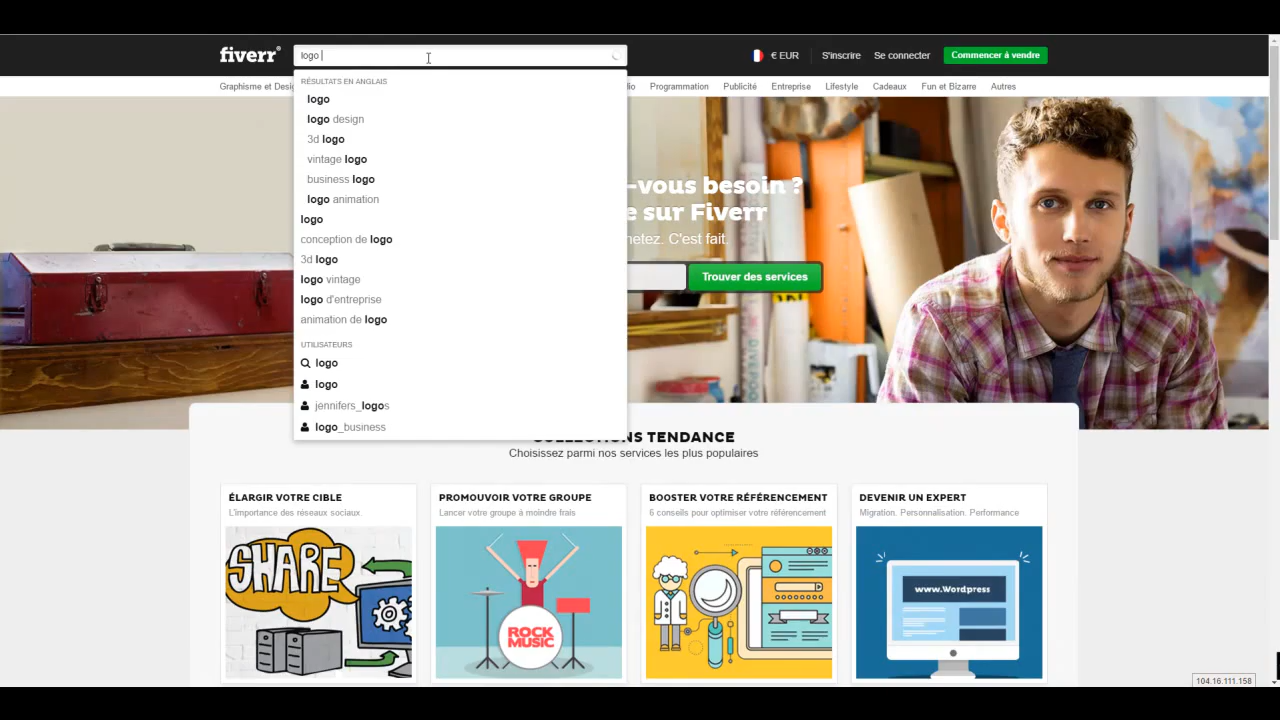 fiverr®
logo
€ EUR
S'inscrire
Se connecter
Commencer à vendre
Graphisme et Desig
Programmation
Publicité
Entreprise
Lifestyle
Cadeaux
Fun et Bizarre
Autres
RÉSULTATS EN ANGLAIS
logo
logo design
3d logo
vintage logo
business logo
logo animation
logo
conception de logo
3d logo
logo vintage
logo d'entreprise
animation de logo
UTILISATEURS
logo
logo
jennifers_logos
logo_business
-vous besoin ?
e sur Fiverr
hetez. C'est fait.
Trouver des services
COLLECTIONS TENDANCE
Choisissez parmi nos services les plus populaires
ÉLARGIR VOTRE CIBLE
L'importance des réseaux sociaux.
SHARE
PROMOUVOIR VOTRE GROUPE
Lancer votre groupe à moindre frais
ROCK
MUSIC
BOOSTER VOTRE RÉFÉRENCEMENT
6 conseils pour optimiser votre référencement
DEVENIR UN EXPERT
Migration. Personnalisation. Performance
www.Wordpress
104.16.111.158